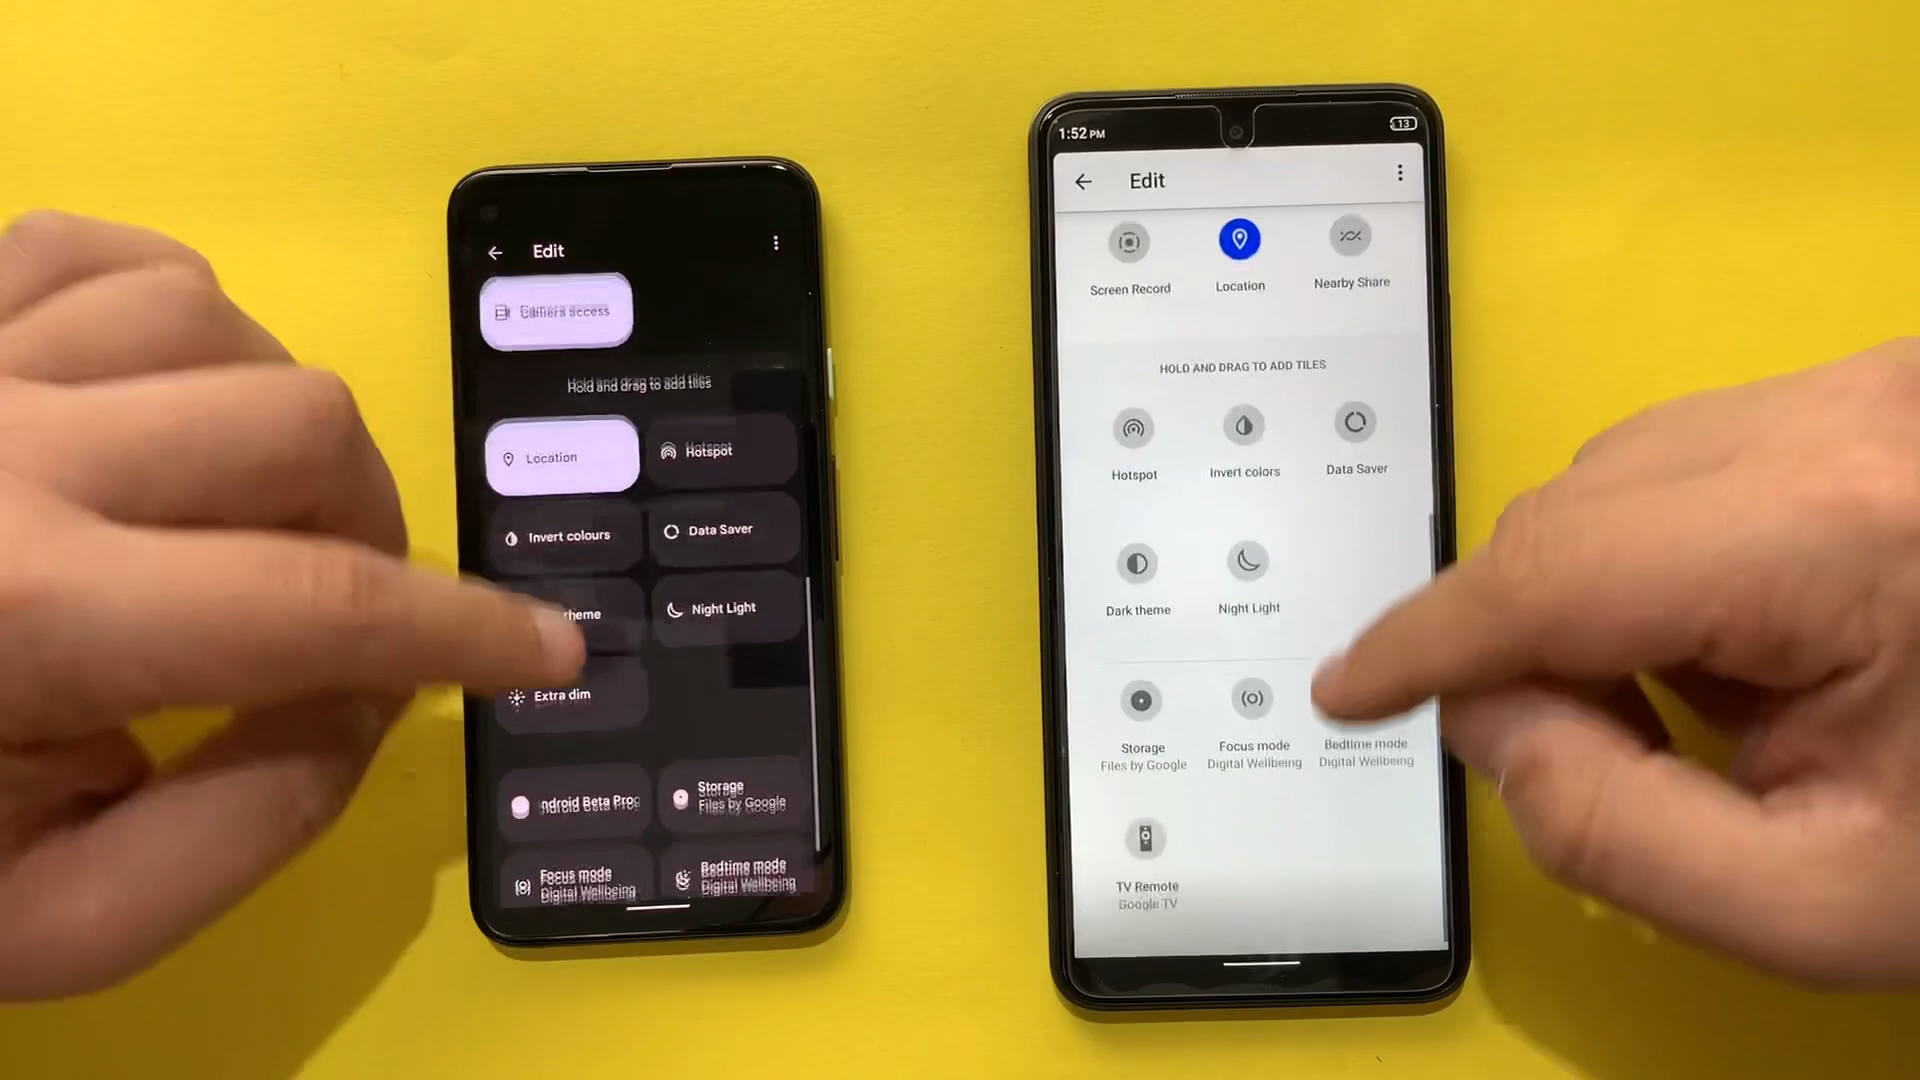 Edit
Camera access
Hold and drag to add tiles
Location
Hotspot
Invert colours
Data Saver
theme
Night Light
Extra dim
ndroid Beta Prog
Storage
Files by Google
Focus mode
Digital Wellbeing
Bedtime mode
Digital Wellbeing
1:52 PM
13
Edit
Screen Record
Location
Nearby Share
HOLD AND DRAG TO ADD TILES
Hotspot
Invert colors
Data Saver
Dark theme
Night Light
Storage
Files by Google
Focus mode
Digital Wellbeing
Bedtime mode
Digital Wellbeing
TV Remote
Google TV